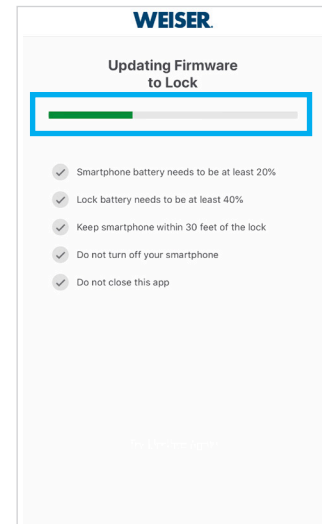 WEISER
Updating Firmware
to Lock
Smartphone battery needs to be at least 20%
Lock battery needs to be at least 40%
Keep smartphone within 30 feet of the lock
Do not turn off your smartphone
Do not close this app